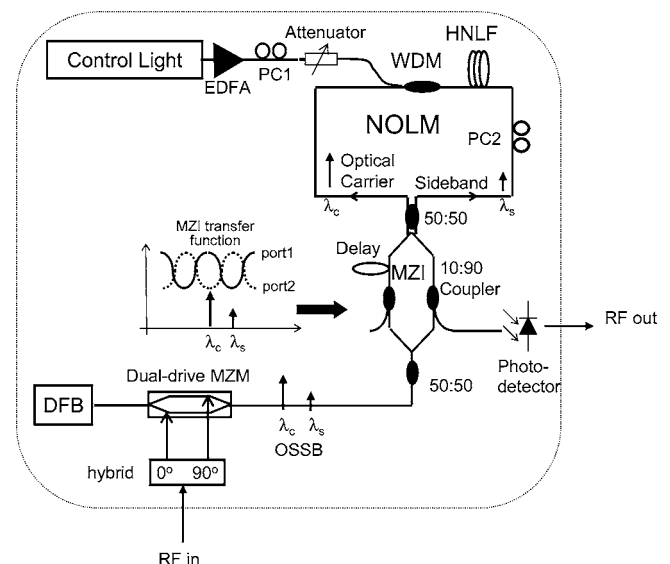 Control Light
EDFA
PC1
Attenuator
WDM
HNLF
NOLM
PC2
Optical
Carrier
Sideband
λc
λs
50:50
MZI transfer
function
port1
port2
λc
λs
Delay
MZI
10:90
Coupler
RF out
Photo-
detector
50:50
Dual-drive MZM
DFB
λc
λs
OSSB
hybrid
0º
90º
RF in